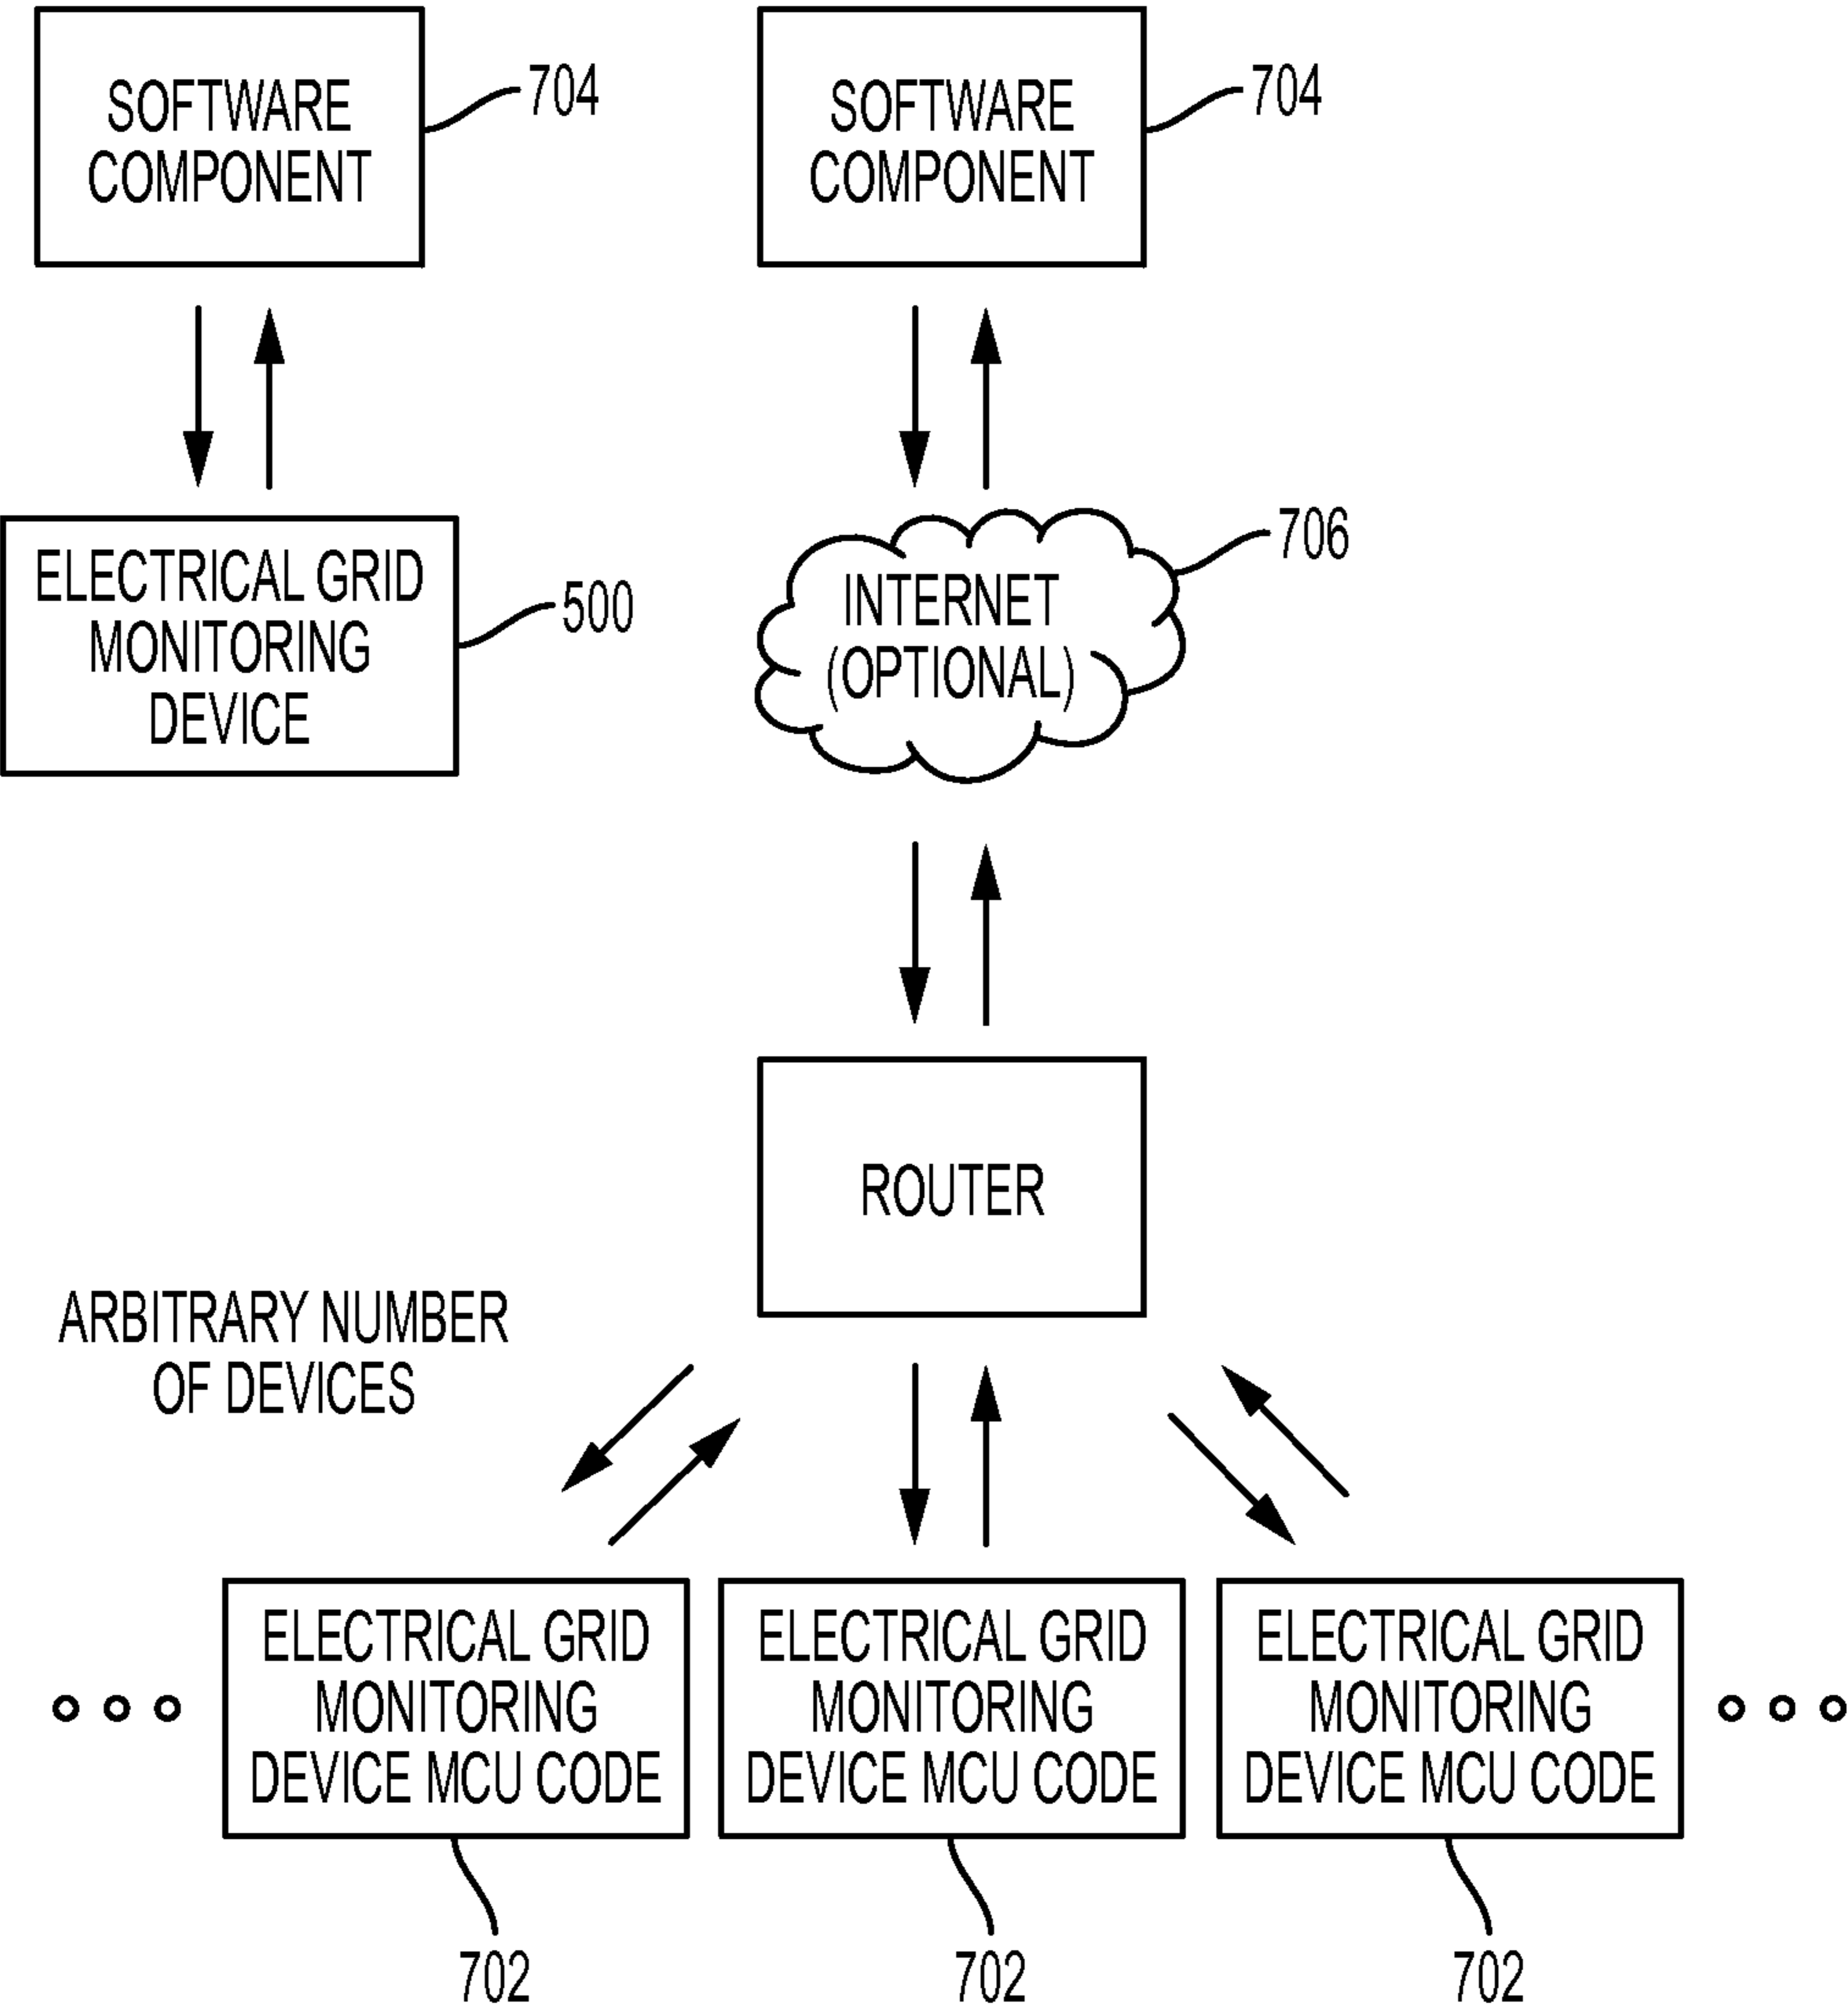 SOFTWARE
COMPONENT
704
SOFTWARE
COMPONENT
704
ELECTRICAL GRID
MONITORING
DEVICE
500
INTERNET
(OPTIONAL)
706
ROUTER
ARBITRARY NUMBER
OF DEVICES
ELECTRICAL GRID
MONITORING
DEVICE MCU CODE
702
ELECTRICAL GRID
MONITORING
DEVICE MCU CODE
702
ELECTRICAL GRID
MONITORING
DEVICE MCU CODE
702